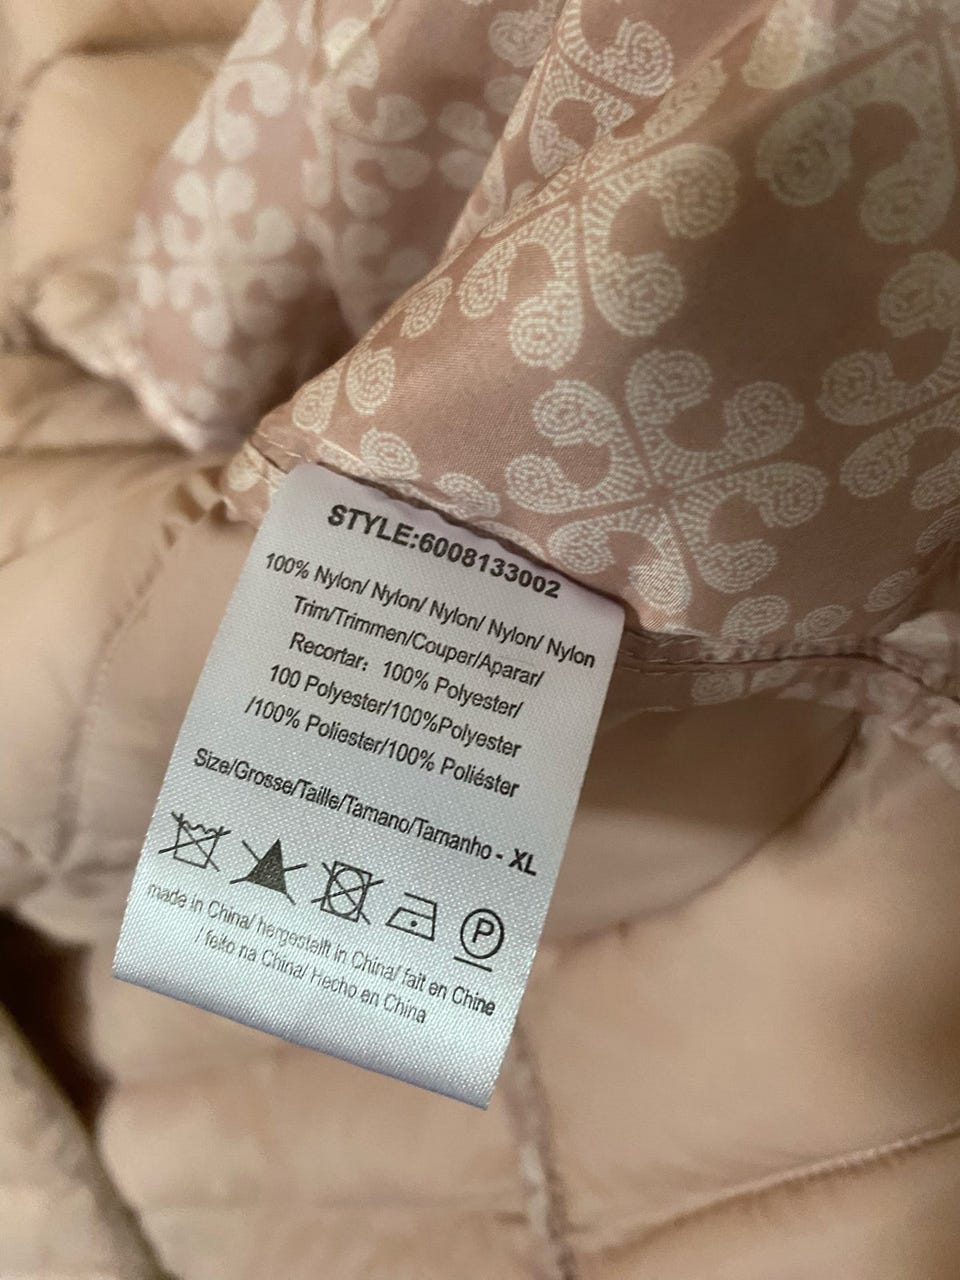 STYLE:6008133002
100% Nylon/ Nylon/ Nylon/ Nylon/ Nylon
Trim/Trimmen/Couper/Aparar/
Recortar: 100% Polyester/
100 Polyester/100%Polyester
/100% Poliester/100% Poliéster
Size/Grosse/Taille/Tamano/Tamanho - XL
P
made in China/ hergestallt in China/ fait en Chine
/ feito na China/ Hecho en China